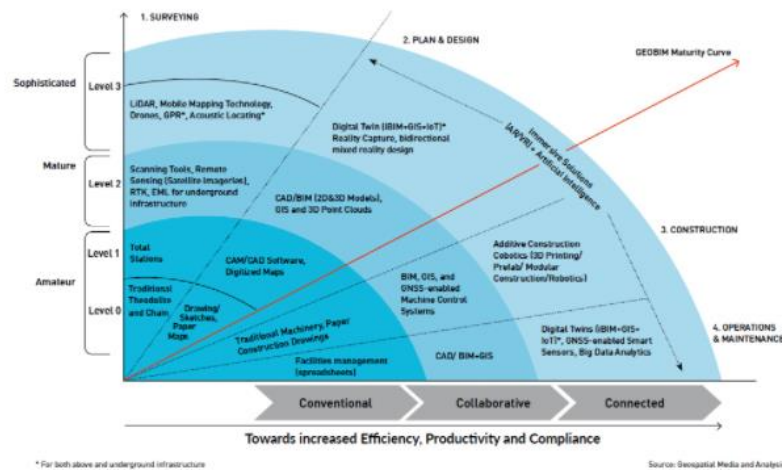 1. SURVEYING
2. PLAN & DESIGN
GEOBIM Maturity Curve
Sophisticated
Level 3
LiDAR, Mobile Mapping Technology,
Drones, GPR*, Acoustic Locating*
Digital Twin (iBIM+GIS+IoT)*
Reality Capture, bidirectional
mixed reality design
Immersive Solutions
(AR/VR) + Artificial Intelligence
Mature
Level 2
Scanning Tools, Remote
Sensing (Satellite Imageries),
RTK, EML for underground
infrastructure
CAD/BIM (2D&3D Models),
GIS and 3D Point Clouds
3. CONSTRUCTION
Additive Construction
Cobotics (3D Printing/
Prefab/ Modular
Construction/Robotics)
Amateur
Level 1
Total
Stations
CAM/CAD Software,
Digitized Maps
BIM, GIS, and
GNSS-enabled
Machine Control
Systems
Level 0
Traditional
Theodolite
and Chain
Drawing/
Sketches,
Paper
Maps
Traditional Machinery, Paper
Construction Drawings
Facilities management
(spreadsheets)
CAD/ BIM+GIS
Digital Twins (iBIM+GIS+
IoT)*, GNSS-enabled Smart
Sensors, Big Data Analytics
4. OPERATIONS
& MAINTENANCE
Conventional
Collaborative
Connected
Towards increased Efficiency, Productivity and Compliance
* For both above and underground infrastructure
Source: Geospatial Media and Analysis